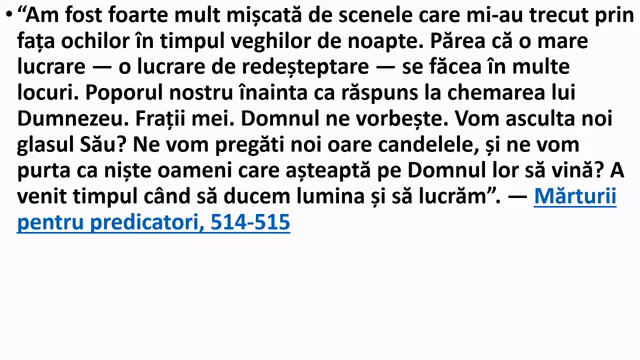 • “Am fost foarte mult mișcată de scenele care mi-au trecut prin
fața ochilor în timpul veghilor de noapte. Părea că o mare
lucrare — o lucrare de redeșteptare — se făcea în multe
locuri. Poporul nostru înainta ca răspuns la chemarea lui
Dumnezeu. Frații mei. Domnul ne vorbește. Vom asculta noi
glasul Său? Ne vom pregăti noi oare candelele, și ne vom
purta ca niște oameni care așteaptă pe Domnul lor să vină? A
venit timpul când să ducem lumina și să lucrăm”. — Mărturii
pentru predicatori, 514-515